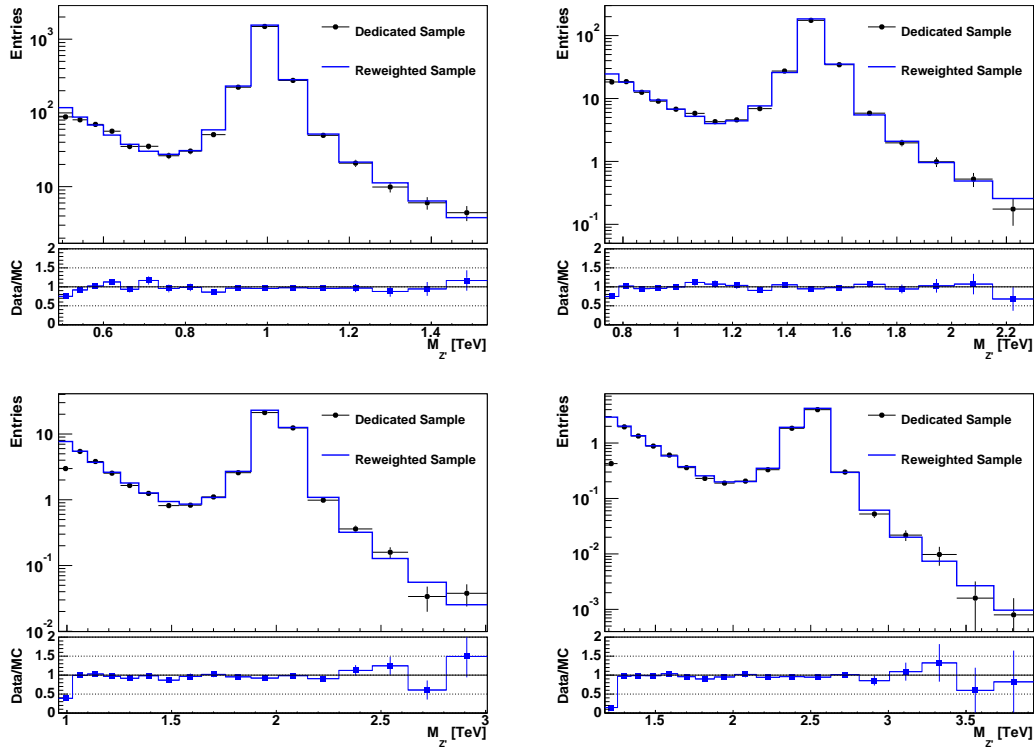 Entries
10³
10²
10
Dedicated Sample
Reweighted Sample
Data/MC
2
1.5
1
0.5
0
0.6 0.8 1 1.2 1.4
M_Z' [TeV]
Entries
10²
10
1
10⁻¹
Dedicated Sample
Reweighted Sample
Data/MC
2
1.5
1
0.5
0
0.8 1 1.2 1.4 1.6 1.8 2 2.2
M_Z' [TeV]
Entries
10
1
10⁻¹
10⁻²
Dedicated Sample
Reweighted Sample
Data/MC
2
1.5
1
0.5
0
1 1.5 2 2.5 3
M_Z' [TeV]
Entries
1
10⁻¹
10⁻²
10⁻³
Dedicated Sample
Reweighted Sample
Data/MC
2
1.5
1
0.5
0
1.5 2 2.5 3 3.5
M_Z' [TeV]